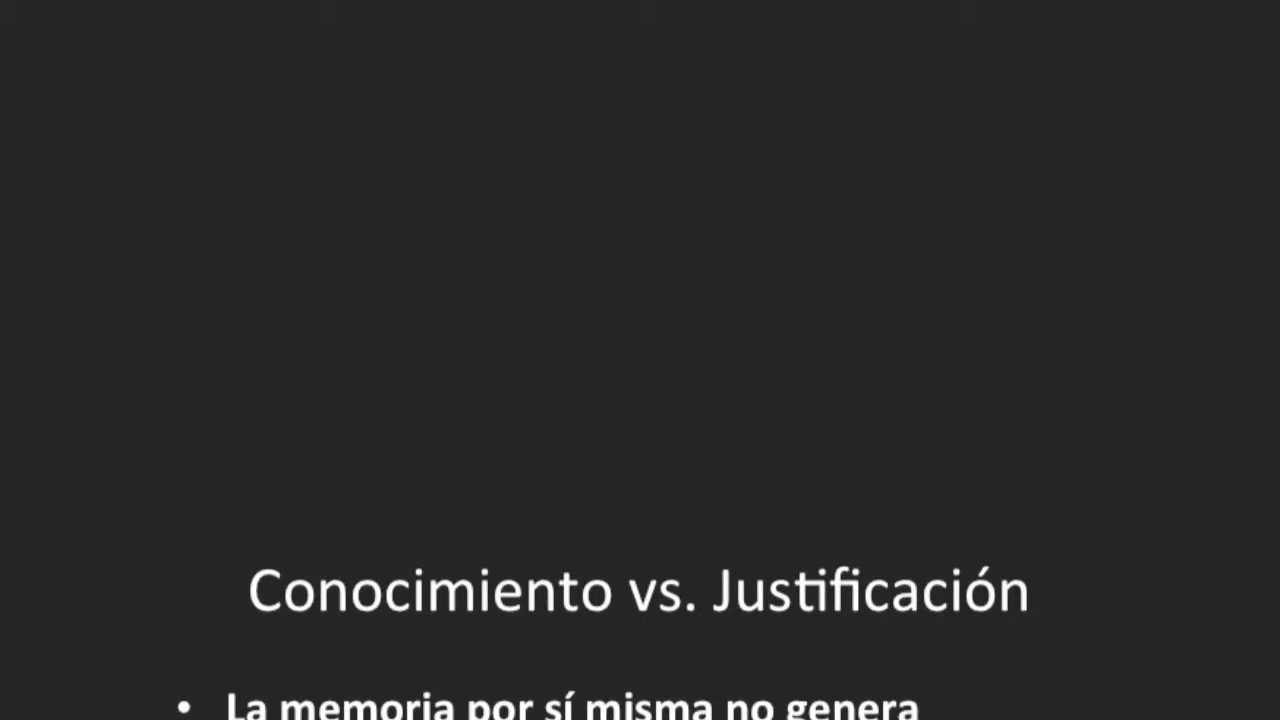 Conocimiento vs. Justificación
• La memoria por sí misma no genera